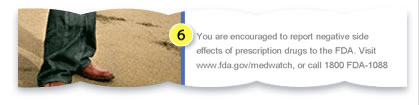 6
You are encouraged to report negative side
effects of prescription drugs to the FDA. Visit
www.fda.gov/medwatch, or call 1800 FDA-1088